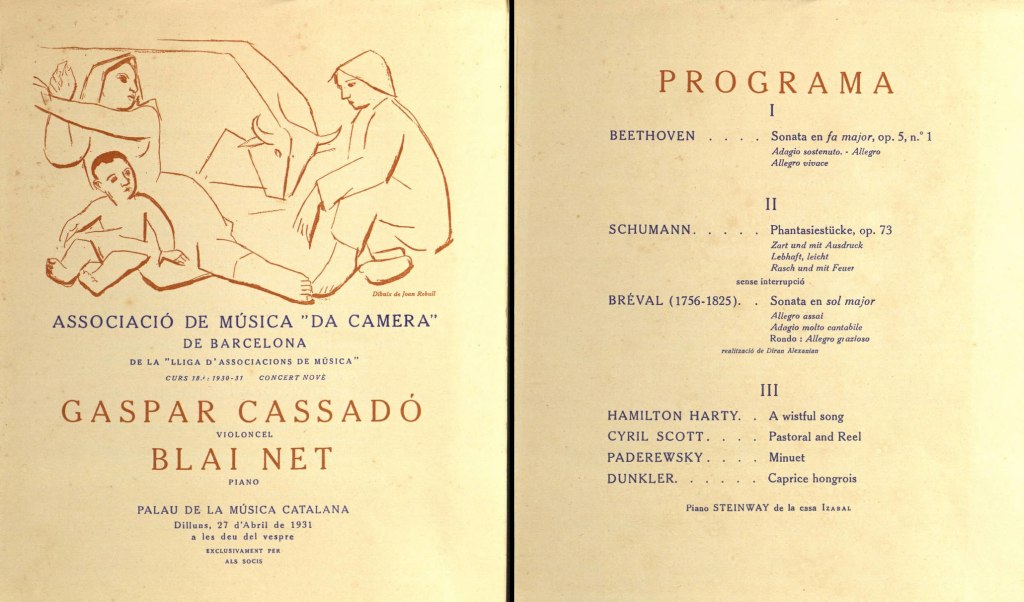 Dibuix de Joan Rebull
ASSOCIACIÓ DE MÚSICA "DA CAMERA"
DE BARCELONA
DE LA "LLIGA D'ASSOCIACIONS DE MÚSICA"
CURS 18.è: 1930-31 CONCERT NOVÈ
GASPAR CASSADÓ
VIOLONCEL
BLAI NET
PIANO
PALAU DE LA MÚSICA CATALANA
Dilluns, 27 d'Abril de 1931
a les deu del vespre
EXCLUSIVAMENT PER
ALS SOCIS
PROGRAMA
I
BEETHOVEN . . . . Sonata en fa major, op. 5, n.º 1
Adagio sostenuto. - Allegro
Allegro vivace
II
SCHUMANN. . . . . Phantasiestücke, op. 73
Zart und mit Ausdruck
Lebhaft, leicht
Rasch und mit Feuer
sense interrupció
BRÉVAL (1756-1825). . Sonata en sol major
Allegro assai
Adagio molto cantabile
Rondo : Allegro grazioso
realització de Diran Alexanian
III
HAMILTON HARTY. . A wistful song
CYRIL SCOTT. . . . Pastoral and Reel
PADEREWSKY . . . . Minuet
DUNKLER. . . . . . Caprice hongrois
Piano STEINWAY de la casa IZABAL